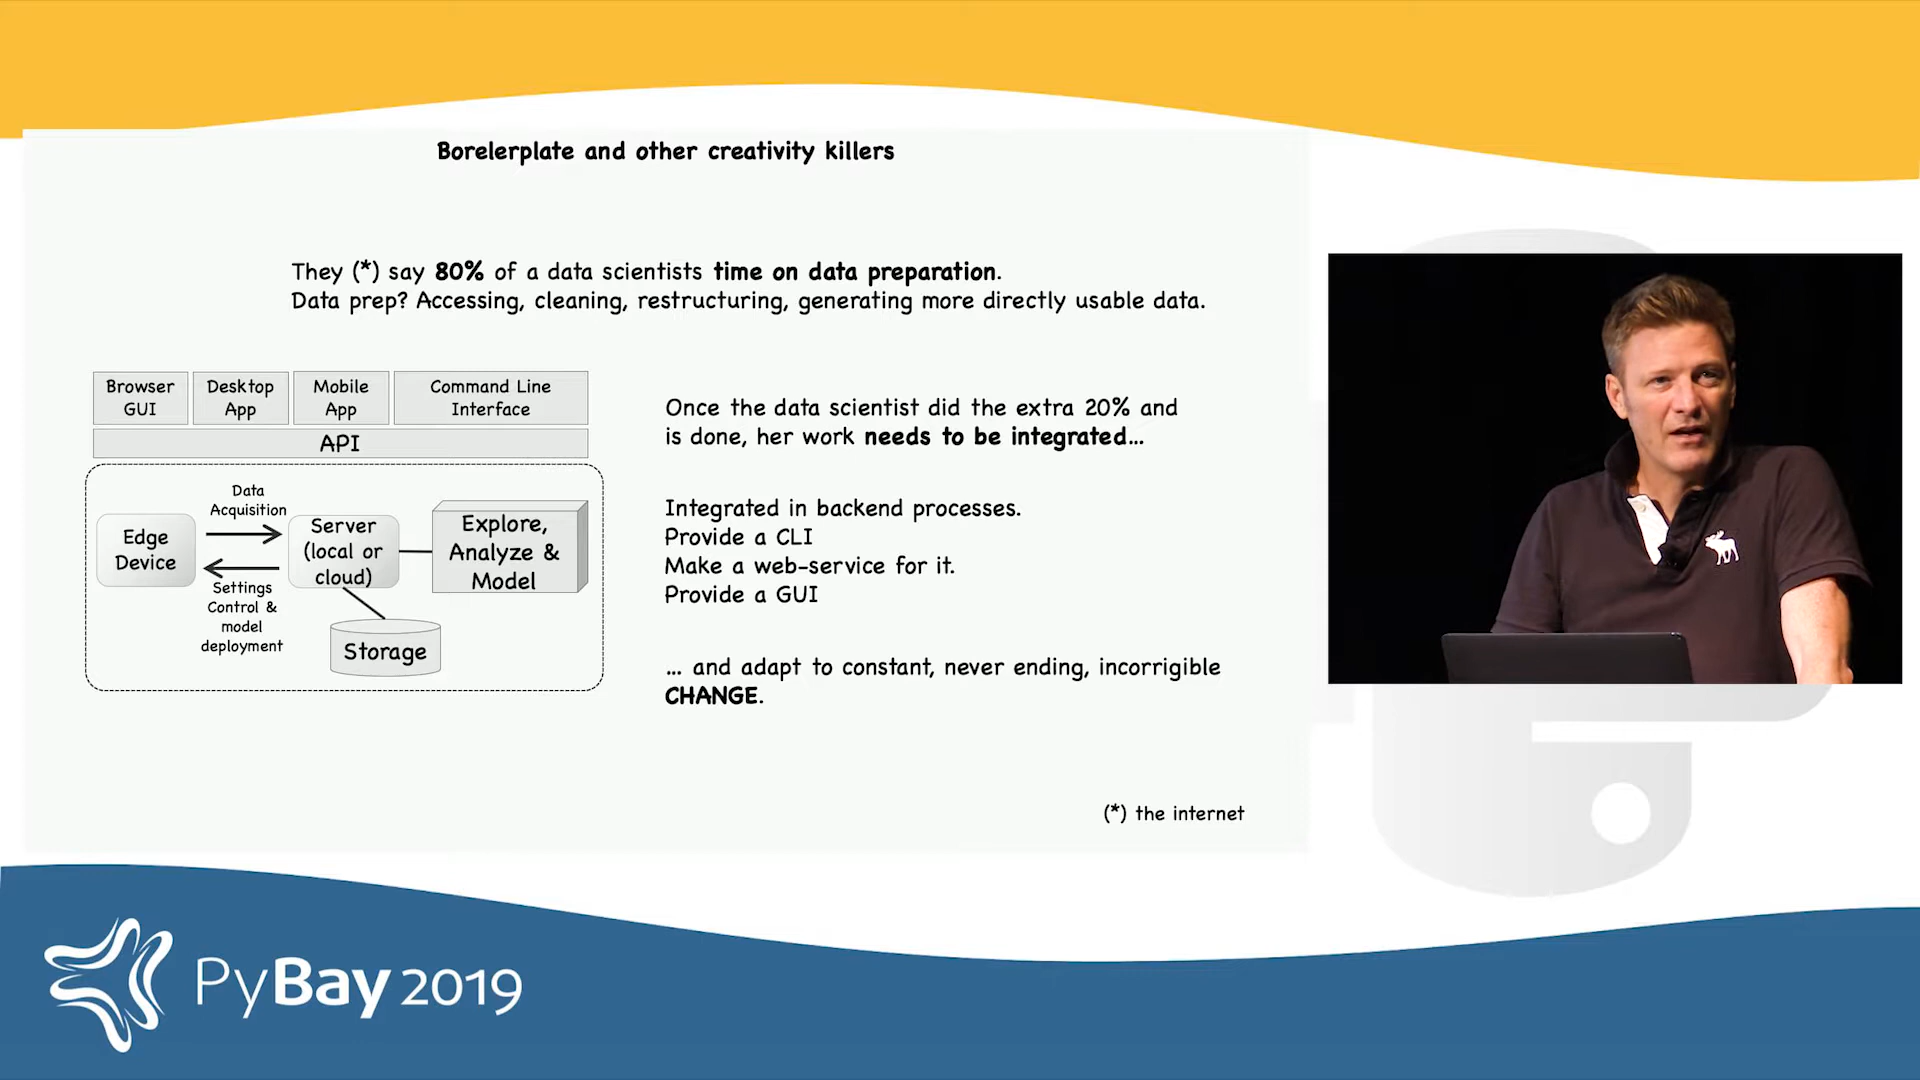 Borelerplate and other creativity killers
They (*) say 80% of a data scientists time on data preparation.
Data prep? Accessing, cleaning, restructuring, generating more directly usable data.
Browser
GUI
Desktop
App
Mobile
App
Command Line
Interface
API
Edge
Device
Data
Acquisition
Settings
Control &
model
deployment
Server
(local or
cloud)
Explore,
Analyze &
Model
Storage
Once the data scientist did the extra 20% and
is done, her work needs to be integrated...
Integrated in backend processes.
Provide a CLI
Make a web-service for it.
Provide a GUI
... and adapt to constant, never ending, incorrigible
CHANGE.
(*) the internet
PyBay 2019